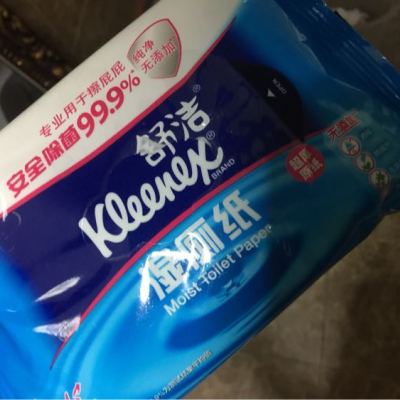 专业用于擦屁屁
安全除菌99.9%
纯净
无添加
舒洁®
Kleenex®
BRAND
湿厕纸
Moist Toilet Paper
OPEN